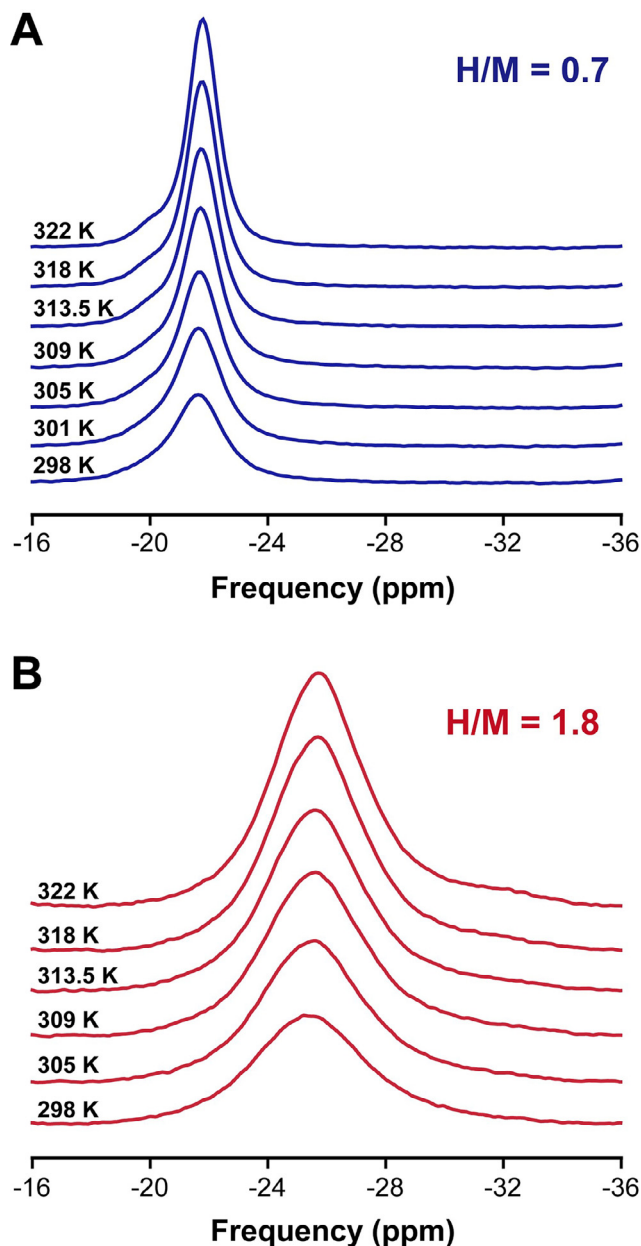 A
H/M = 0.7
322 K
318 K
313.5 K
309 K
305 K
301 K
298 K
-16 -20 -24 -28 -32 -36
Frequency (ppm)
B
H/M = 1.8
322 K
318 K
313.5 K
309 K
305 K
298 K
-16 -20 -24 -28 -32 -36
Frequency (ppm)